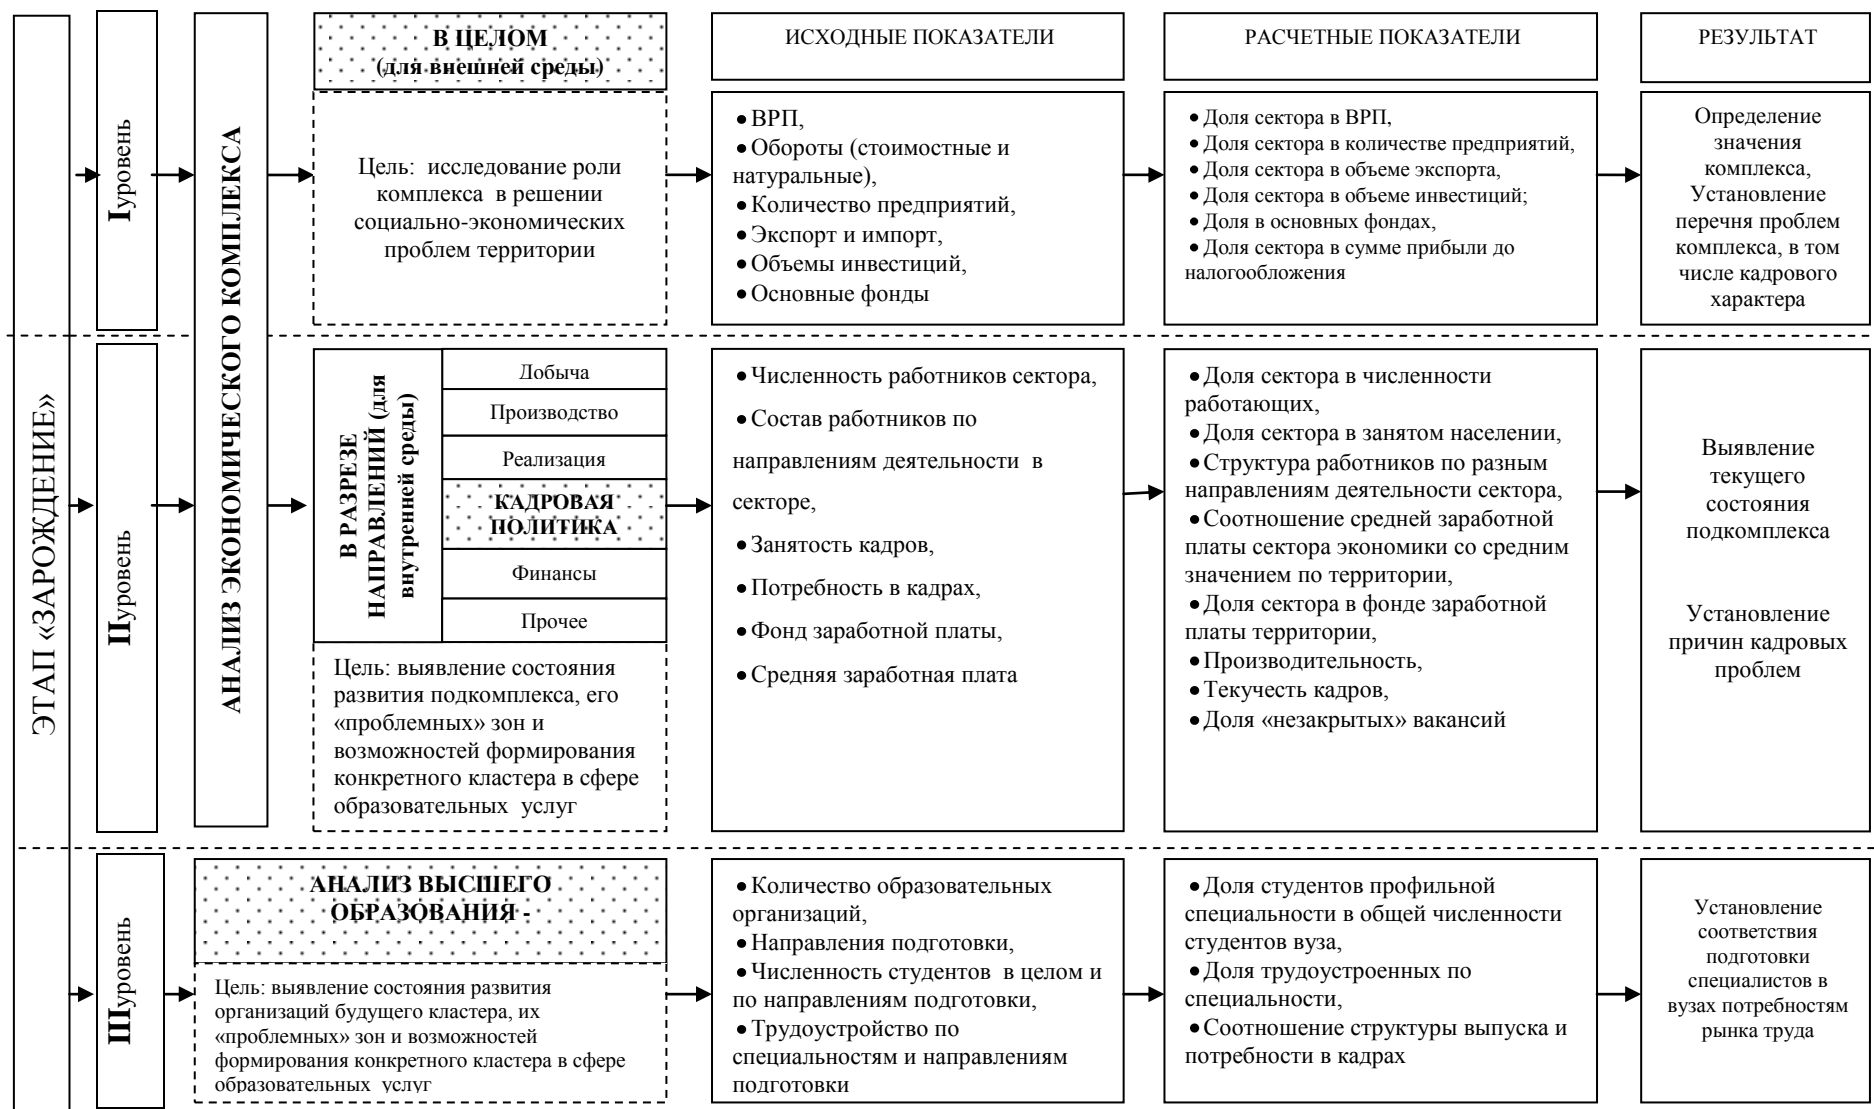 ЭТАП «ЗАРОЖДЕНИЕ»
Iуровень
АНАЛИЗ ЭКОНОМИЧЕСКОГО КОМПЛЕКСА
В ЦЕЛОМ
(для внешней среды)
ИСХОДНЫЕ ПОКАЗАТЕЛИ
РАСЧЕТНЫЕ ПОКАЗАТЕЛИ
РЕЗУЛЬТАТ
Цель: исследование роли
комплекса в решении
социально-экономических
проблем территории
• ВРП,
• Обороты (стоимостные и
натуральные),
• Количество предприятий,
• Экспорт и импорт,
• Объемы инвестиций,
• Основные фонды
• Доля сектора в ВРП,
• Доля сектора в количестве предприятий,
• Доля сектора в объеме экспорта,
• Доля сектора в объеме инвестиций;
• Доля в основных фондах,
• Доля сектора в сумме прибыли до
налогообложения
Определение
значения
комплекса,
Установление
перечня проблем
комплекса, в том
числе кадрового
характера
IIуровень
В РАЗРЕЗЕ
НАПРАВЛЕНИЙ (для
внутренней среды)
Добыча
Производство
Реализация
КАДРОВАЯ
ПОЛИТИКА
Финансы
Прочее
Цель: выявление состояния
развития подкомплекса, его
«проблемных» зон и
возможностей формирования
конкретного кластера в сфере
образовательных услуг
• Численность работников сектора,
• Состав работников по
направлениям деятельности в
секторе,
• Занятость кадров,
• Потребность в кадрах,
• Фонд заработной платы,
• Средняя заработная плата
• Доля сектора в численности
работающих,
• Доля сектора в занятом населении,
• Структура работников по разным
направлениям деятельности сектора,
• Соотношение средней заработной
платы сектора экономики со средним
значением по территории,
• Доля сектора в фонде заработной
платы территории,
• Производительность,
• Текучесть кадров,
• Доля «незакрытых» вакансий
Выявление
текущего
состояния
подкомплекса
Установление
причин кадровых
проблем
IIIуровень
АНАЛИЗ ВЫСШЕГО
ОБРАЗОВАНИЯ -
Цель: выявление состояния развития
организаций будущего кластера, их
«проблемных» зон и возможностей
формирования конкретного кластера в сфере
образовательных услуг
• Количество образовательных
организаций,
• Направления подготовки,
• Численность студентов в целом и
по направлениям подготовки,
• Трудоустройство по
специальностям и направлениям
подготовки
• Доля студентов профильной
специальности в общей численности
студентов вуза,
• Доля трудоустроенных по
специальности,
• Соотношение структуры выпуска и
потребности в кадрах
Установление
соответствия
подготовки
специалистов в
вузах потребностям
рынка труда